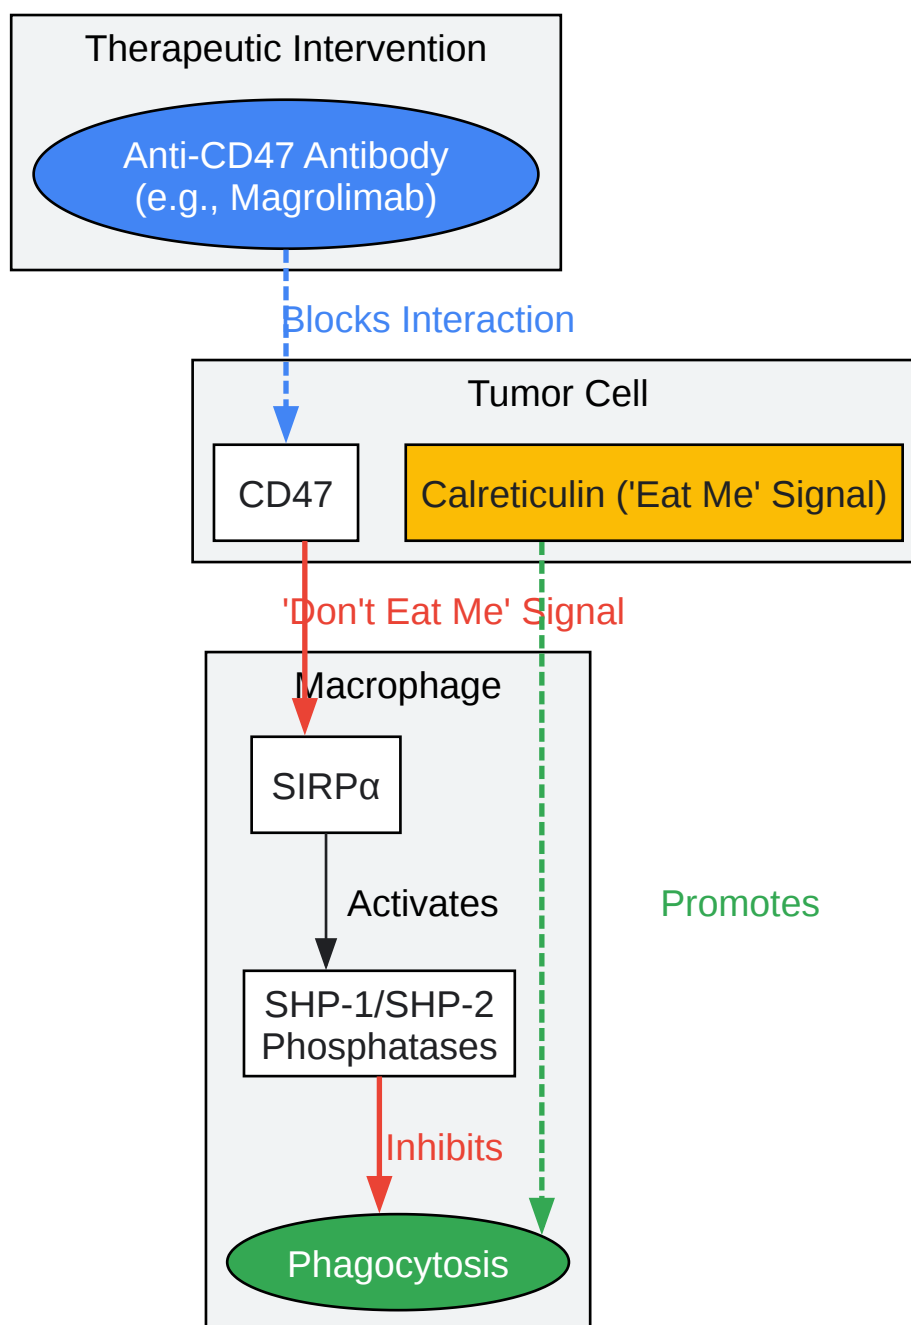 Therapeutic Intervention
Anti-CD47 Antibody
(e.g., Magrolimab)
Blocks Interaction
Tumor Cell
CD47
Calreticulin ('Eat Me' Signal)
'Don't Eat Me' Signal
Macrophage
SIRPα
Activates
Promotes
SHP-1/SHP-2
Phosphatases
Inhibits
Phagocytosis